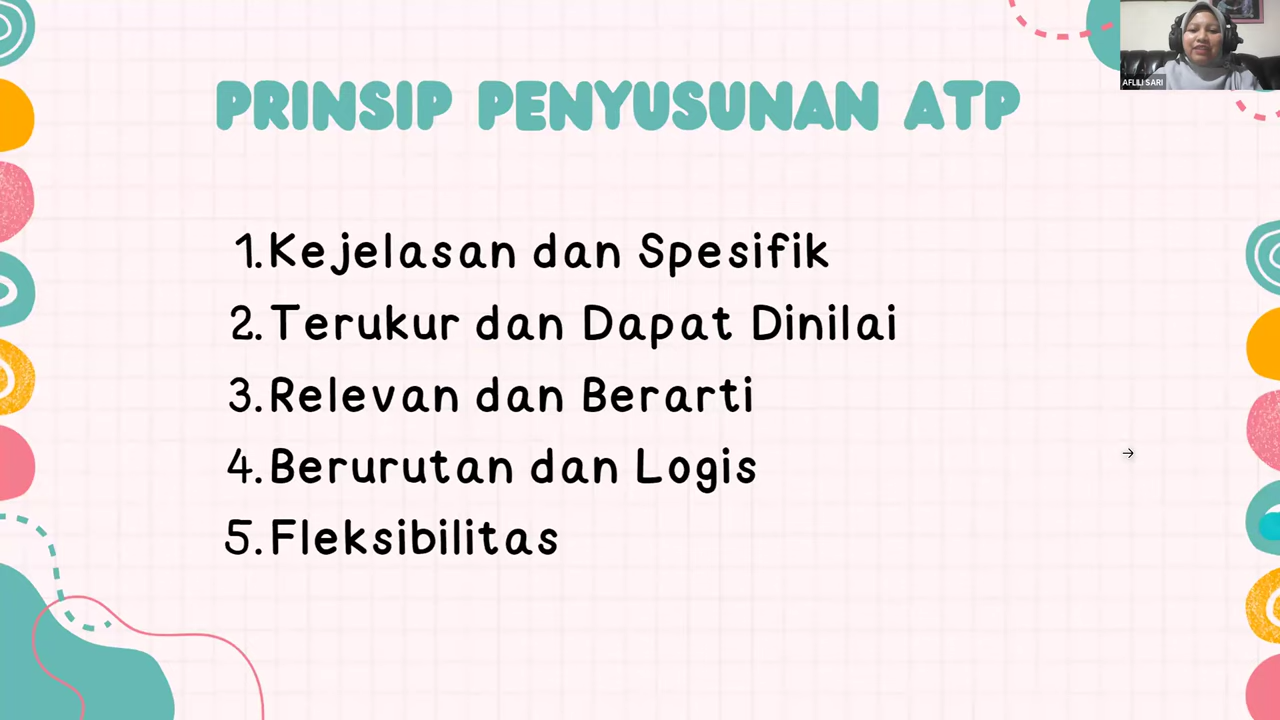 AFLILI SARI
PRINSIP PENYUSUNAN ATP
1.Kejelasan dan Spesifik
2.Terukur dan Dapat Dinilai
3.Relevan dan Berarti
4.Berurutan dan Logis
5.Fleksibilitas